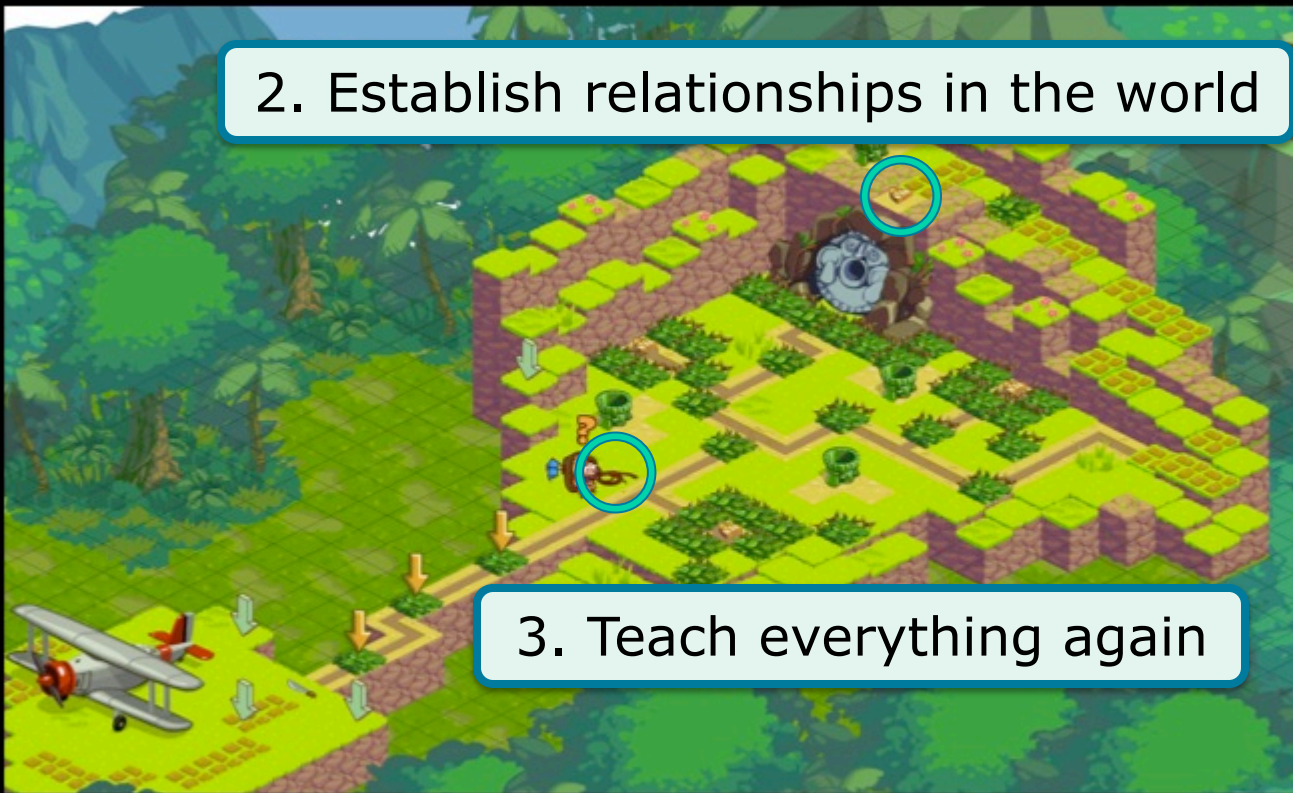 2. Establish relationships in the world
?
3. Teach everything again